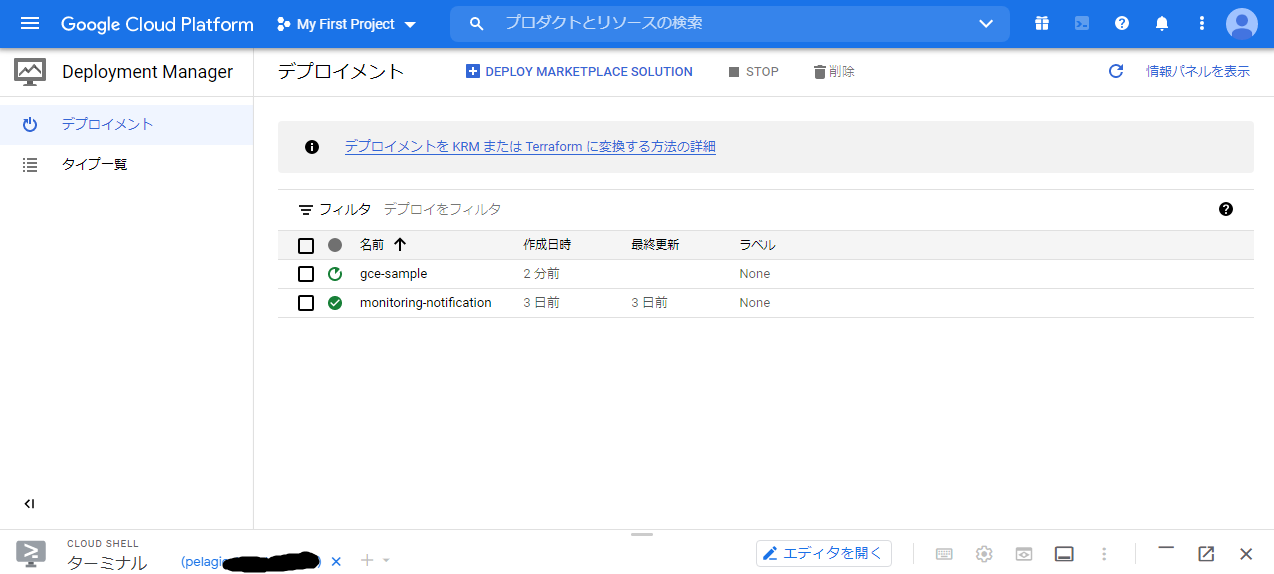 Google Cloud Platform My First Project プロダクトとリソースの検索
Deployment Manager デプロイメント DEPLOY MARKETPLACE SOLUTION STOP 削除 情報パネルを表示
デプロイメント
タイプ一覧
デプロイメントを KRM または Terraform に変換する方法の詳細
フィルタ デプロイをフィルタ
名前 作成日時 最終更新 ラベル
gce-sample 2 分前 None
monitoring-notification 3 日前 3 日前 None
CLOUD SHELL
ターミナル (pelagi ) エディタを開く